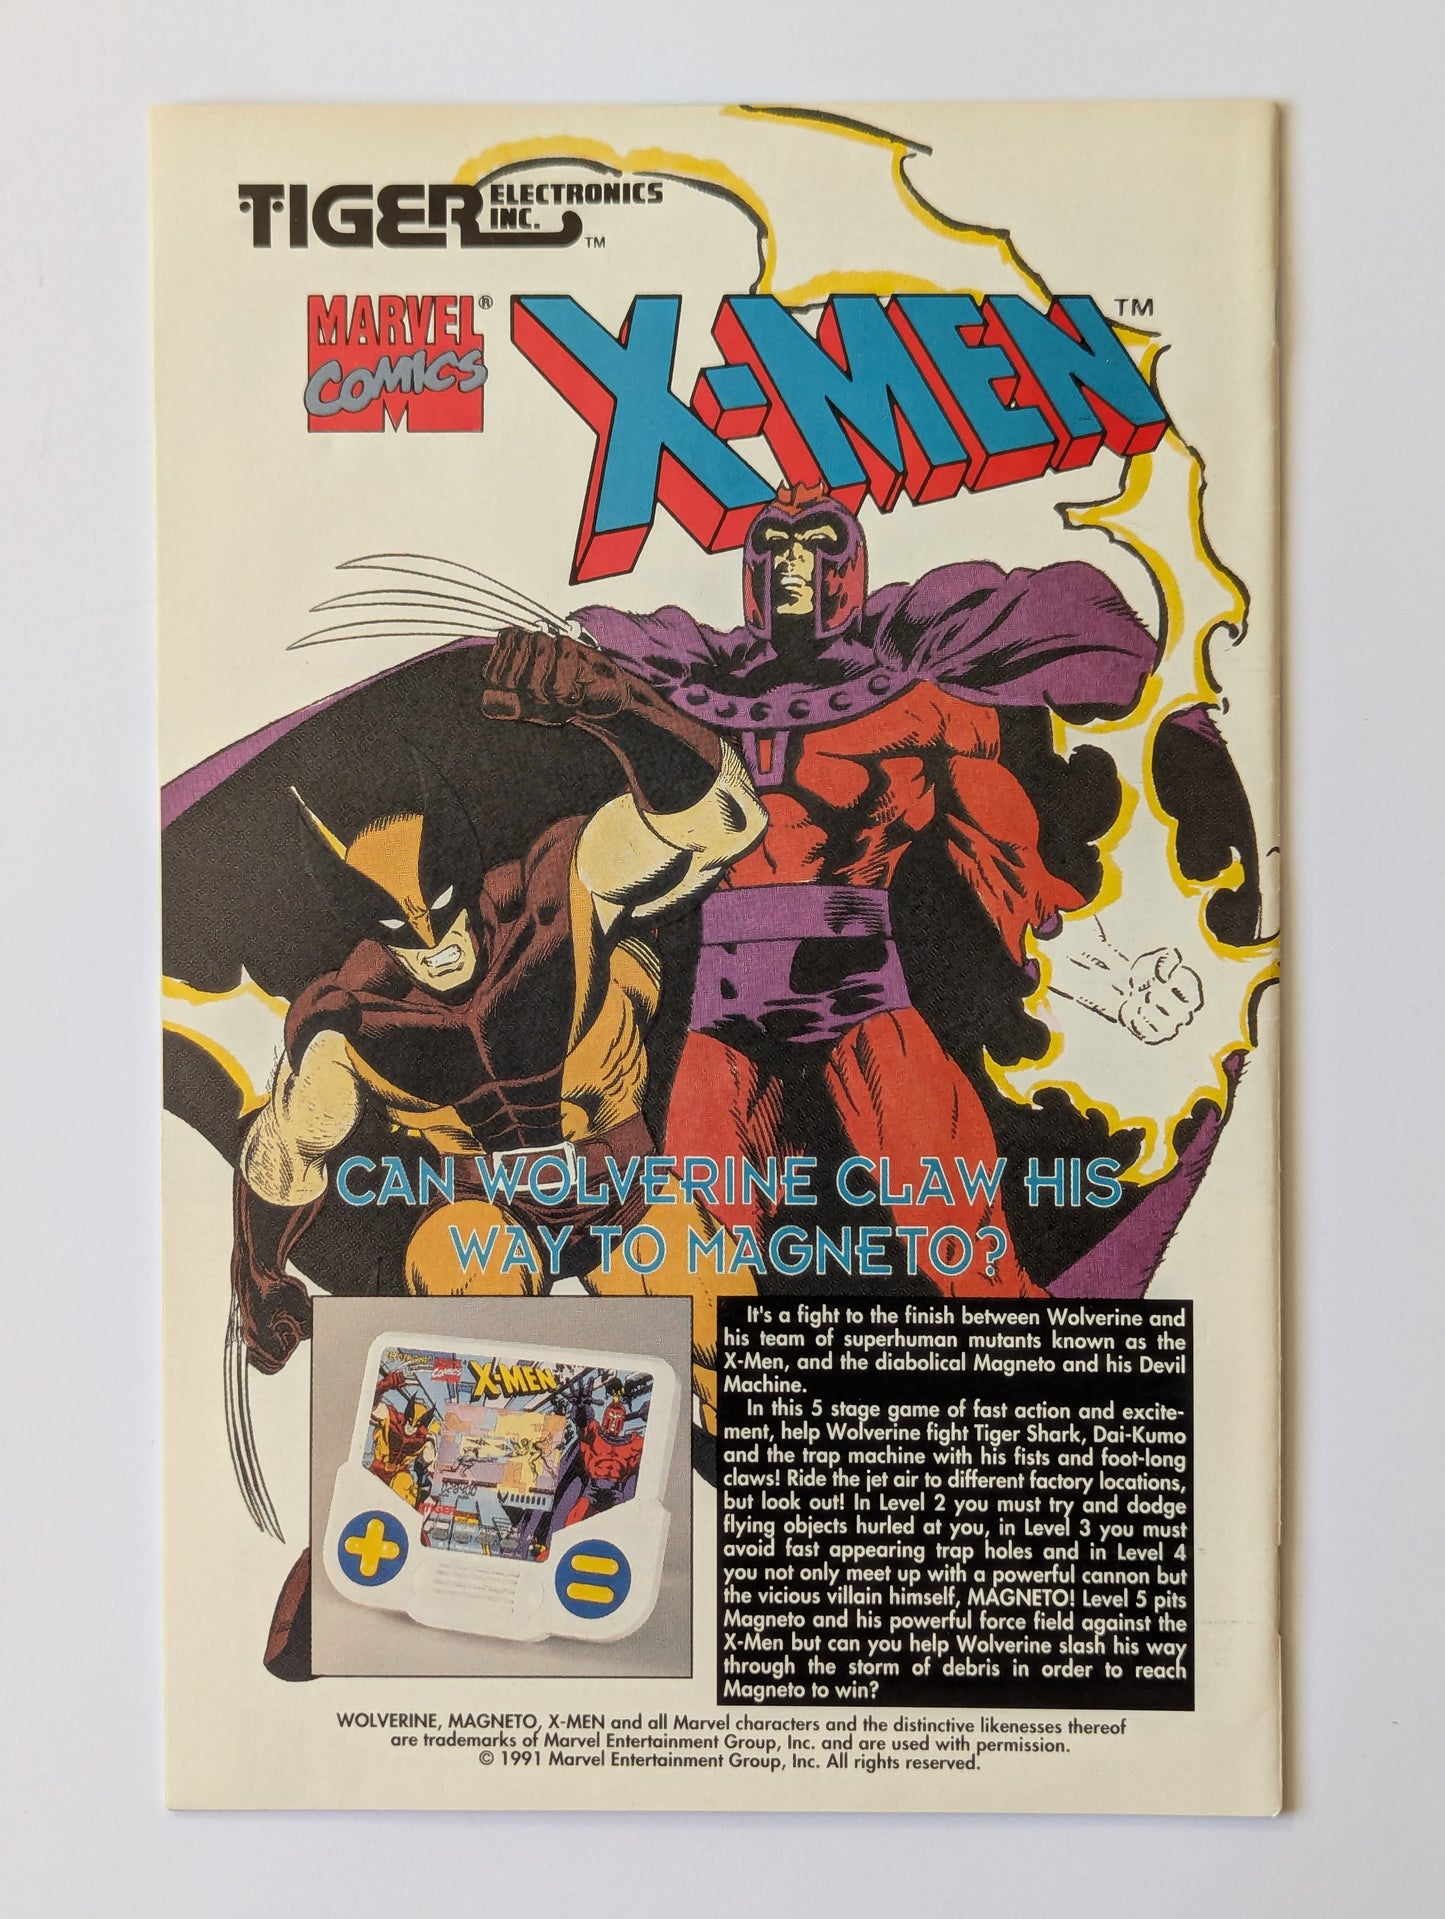 TIGER ELECTRONICS INC. ™
MARVEL® COMICS
X-MEN™
CAN WOLVERINE CLAW HIS
WAY TO MAGNETO?
COMICS
X-MEN
TIGER
It's a fight to the finish between Wolverine and
his team of superhuman mutants known as the
X-Men, and the diabolical Magneto and his Devil
Machine.
In this 5 stage game of fast action and excite-
ment, help Wolverine fight Tiger Shark, Dai-Kumo
and the trap machine with his fists and foot-long
claws! Ride the jet air to different factory locations,
but look out! In Level 2 you must try and dodge
flying objects hurled at you, in Level 3 you must
avoid fast appearing trap holes and in Level 4
you not only meet up with a powerful cannon but
the vicious villain himself, MAGNETO! Level 5 pits
Magneto and his powerful force field against the
X-Men but can you help Wolverine slash his way
through the storm of debris in order to reach
Magneto to win?
WOLVERINE, MAGNETO, X-MEN and all Marvel characters and the distinctive likenesses thereof
are trademarks of Marvel Entertainment Group, Inc. and are used with permission.
© 1991 Marvel Entertainment Group, Inc. All rights reserved.